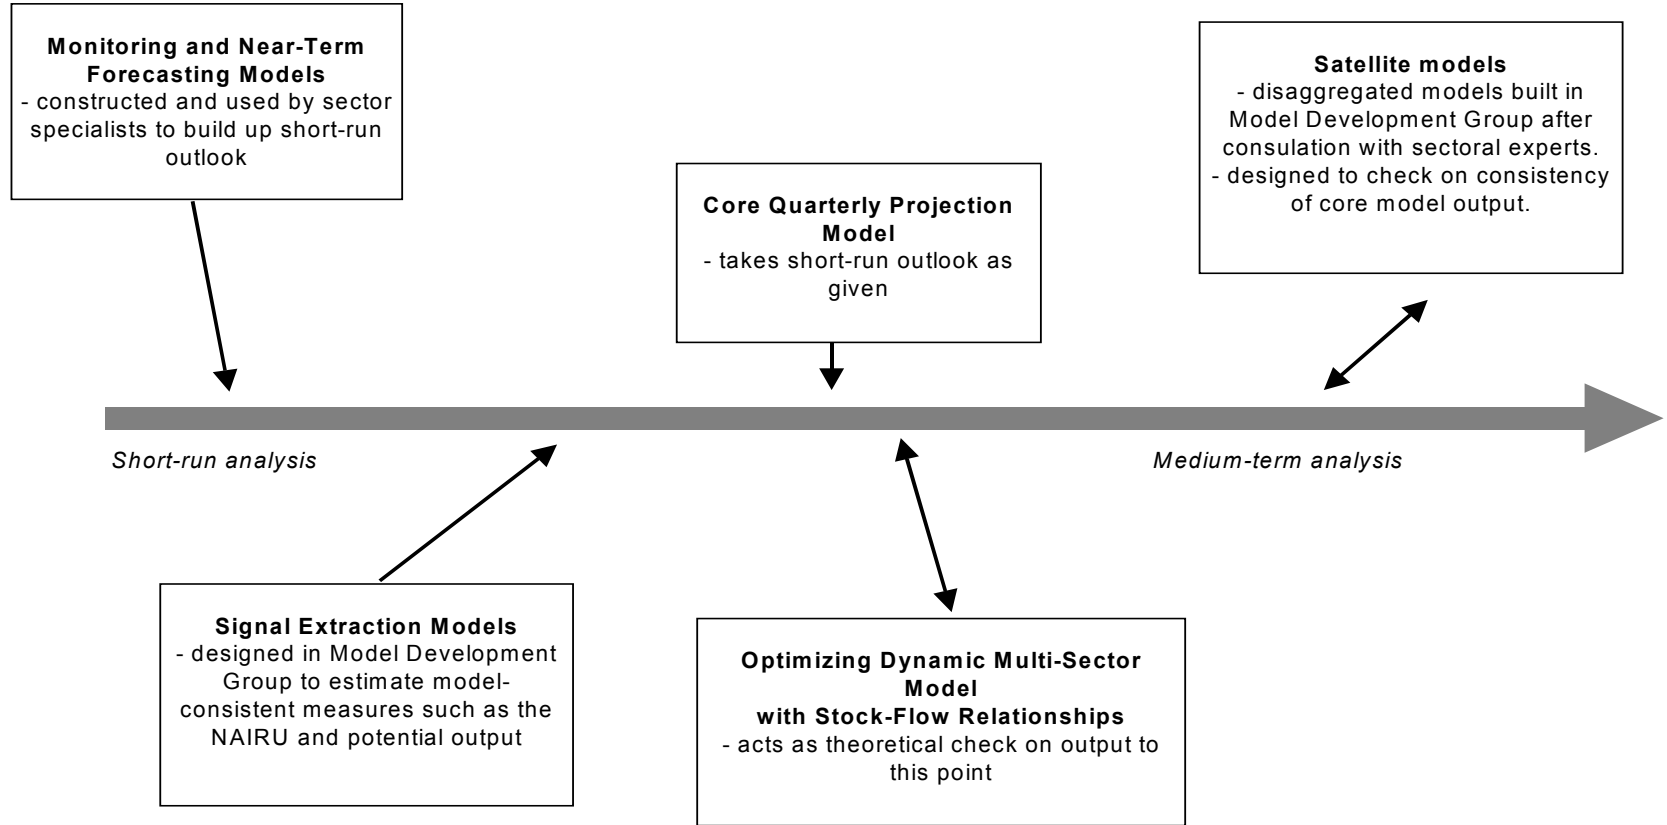 Monitoring and Near-Term
Forecasting Models
- constructed and used by sector
specialists to build up short-run
outlook
Satellite models
- disaggregated models built in
Model Development Group after
consulation with sectoral experts.
- designed to check on consistency
of core model output.
Core Quarterly Projection
Model
- takes short-run outlook as
given
Short-run analysis
Medium-term analysis
Signal Extraction Models
- designed in Model Development
Group to estimate model-
consistent measures such as the
NAIRU and potential output
Optimizing Dynamic Multi-Sector
Model
with Stock-Flow Relationships
- acts as theoretical check on output to
this point